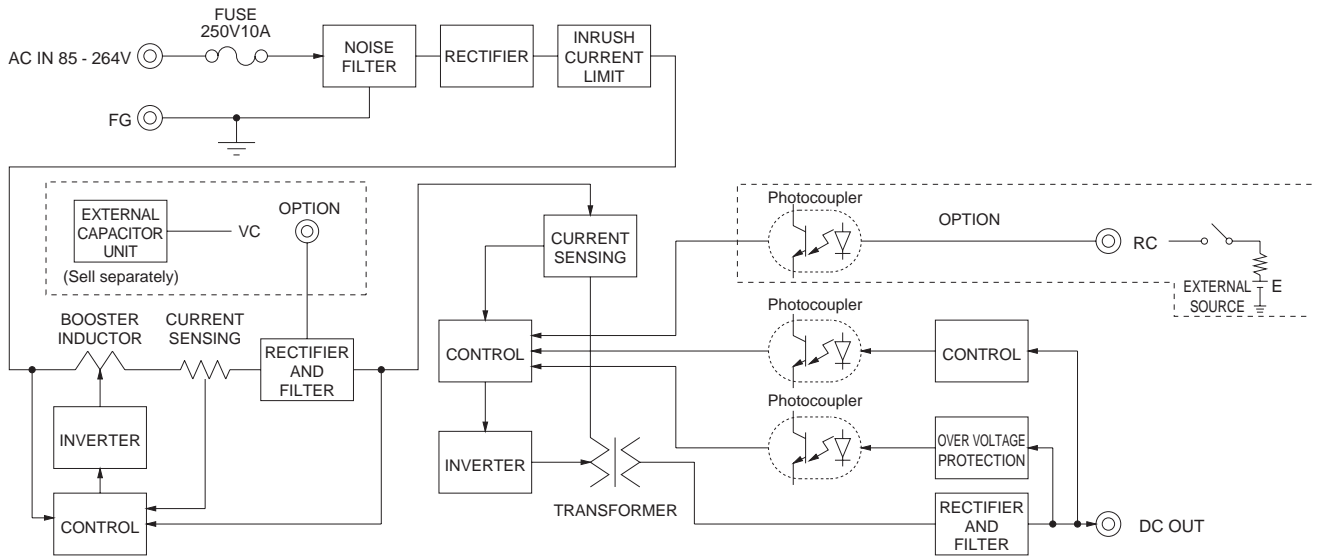 FUSE
250V10A
AC IN 85 - 264V
NOISE
FILTER
RECTIFIER
INRUSH
CURRENT
LIMIT
FG
EXTERNAL
CAPACITOR
UNIT
(Sell separately)
VC
OPTION
CURRENT
SENSING
Photocoupler
OPTION
RC
EXTERNAL
SOURCE
E
BOOSTER
INDUCTOR
CURRENT
SENSING
RECTIFIER
AND
FILTER
CONTROL
Photocoupler
CONTROL
Photocoupler
INVERTER
INVERTER
OVER VOLTAGE
PROTECTION
TRANSFORMER
CONTROL
RECTIFIER
AND
FILTER
DC OUT